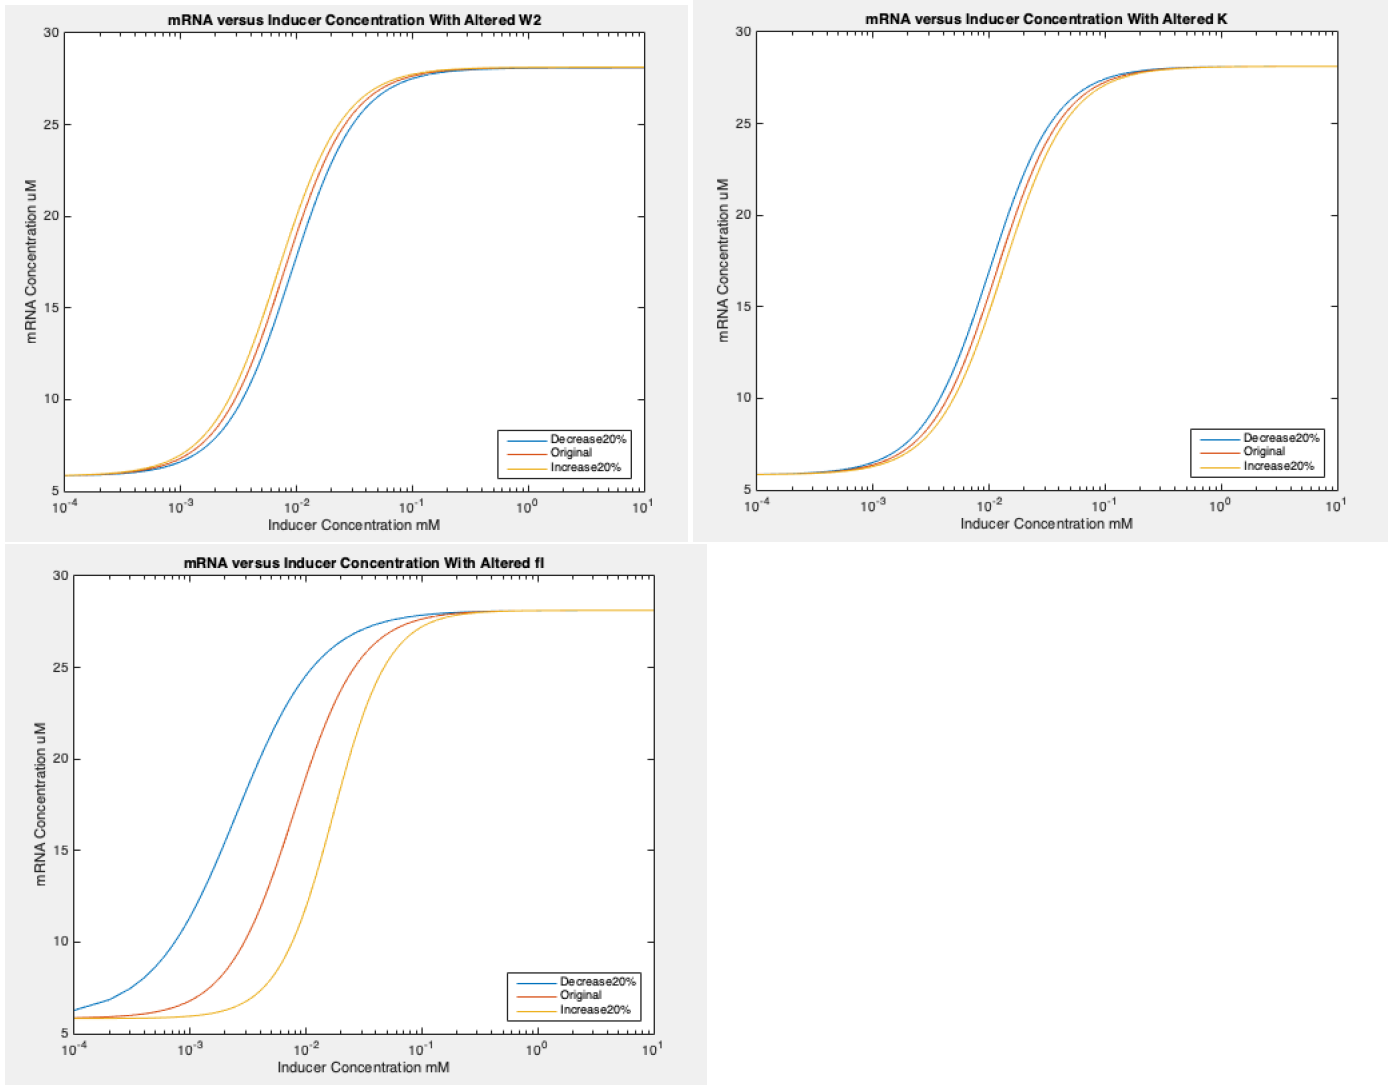 mRNA versus Inducer Concentration With Altered W2
30
25
20
15
10
5
mRNA Concentration uM
10^-4
10^-3
10^-2
10^-1
10^0
10^1
Inducer Concentration mM
Decrease20%
Original
Increase20%
mRNA versus Inducer Concentration With Altered K
30
25
20
15
10
5
mRNA Concentration uM
10^-4
10^-3
10^-2
10^-1
10^0
10^1
Inducer Concentration mM
Decrease20%
Original
Increase20%
mRNA versus Inducer Concentration With Altered fI
30
25
20
15
10
5
mRNA Concentration uM
10^-4
10^-3
10^-2
10^-1
10^0
10^1
Inducer Concentration mM
Decrease20%
Original
Increase20%